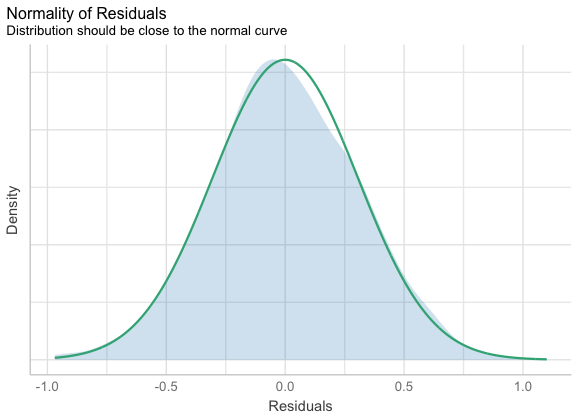 Normality of Residuals
Distribution should be close to the normal curve
Density
-1.0 -0.5 0.0 0.5 1.0
Residuals